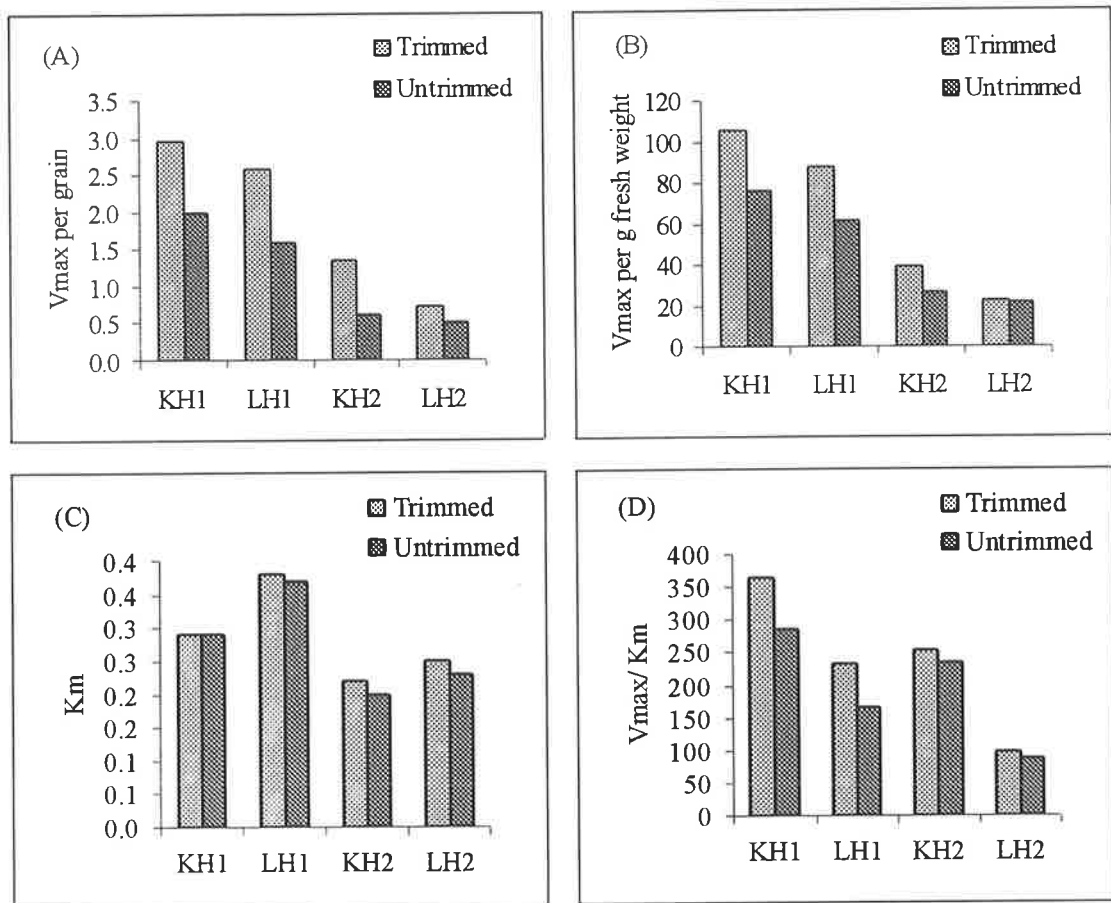 (A)
Trimmed
Untrimmed
Vmax per grain
3.5
3.0
2.5
2.0
1.5
1.0
0.5
0.0
KH1 LH1 KH2 LH2
(B)
Trimmed
Untrimmed
Vmax per g fresh weight
120
100
80
60
40
20
0
KH1 LH1 KH2 LH2
(C)
Trimmed
Untrimmed
Km
0.4
0.4
0.3
0.3
0.2
0.2
0.1
0.1
0.0
KH1 LH1 KH2 LH2
(D)
Trimmed
Untrimmed
Vmax/ Km
400
350
300
250
200
150
100
50
0
KH1 LH1 KH2 LH2